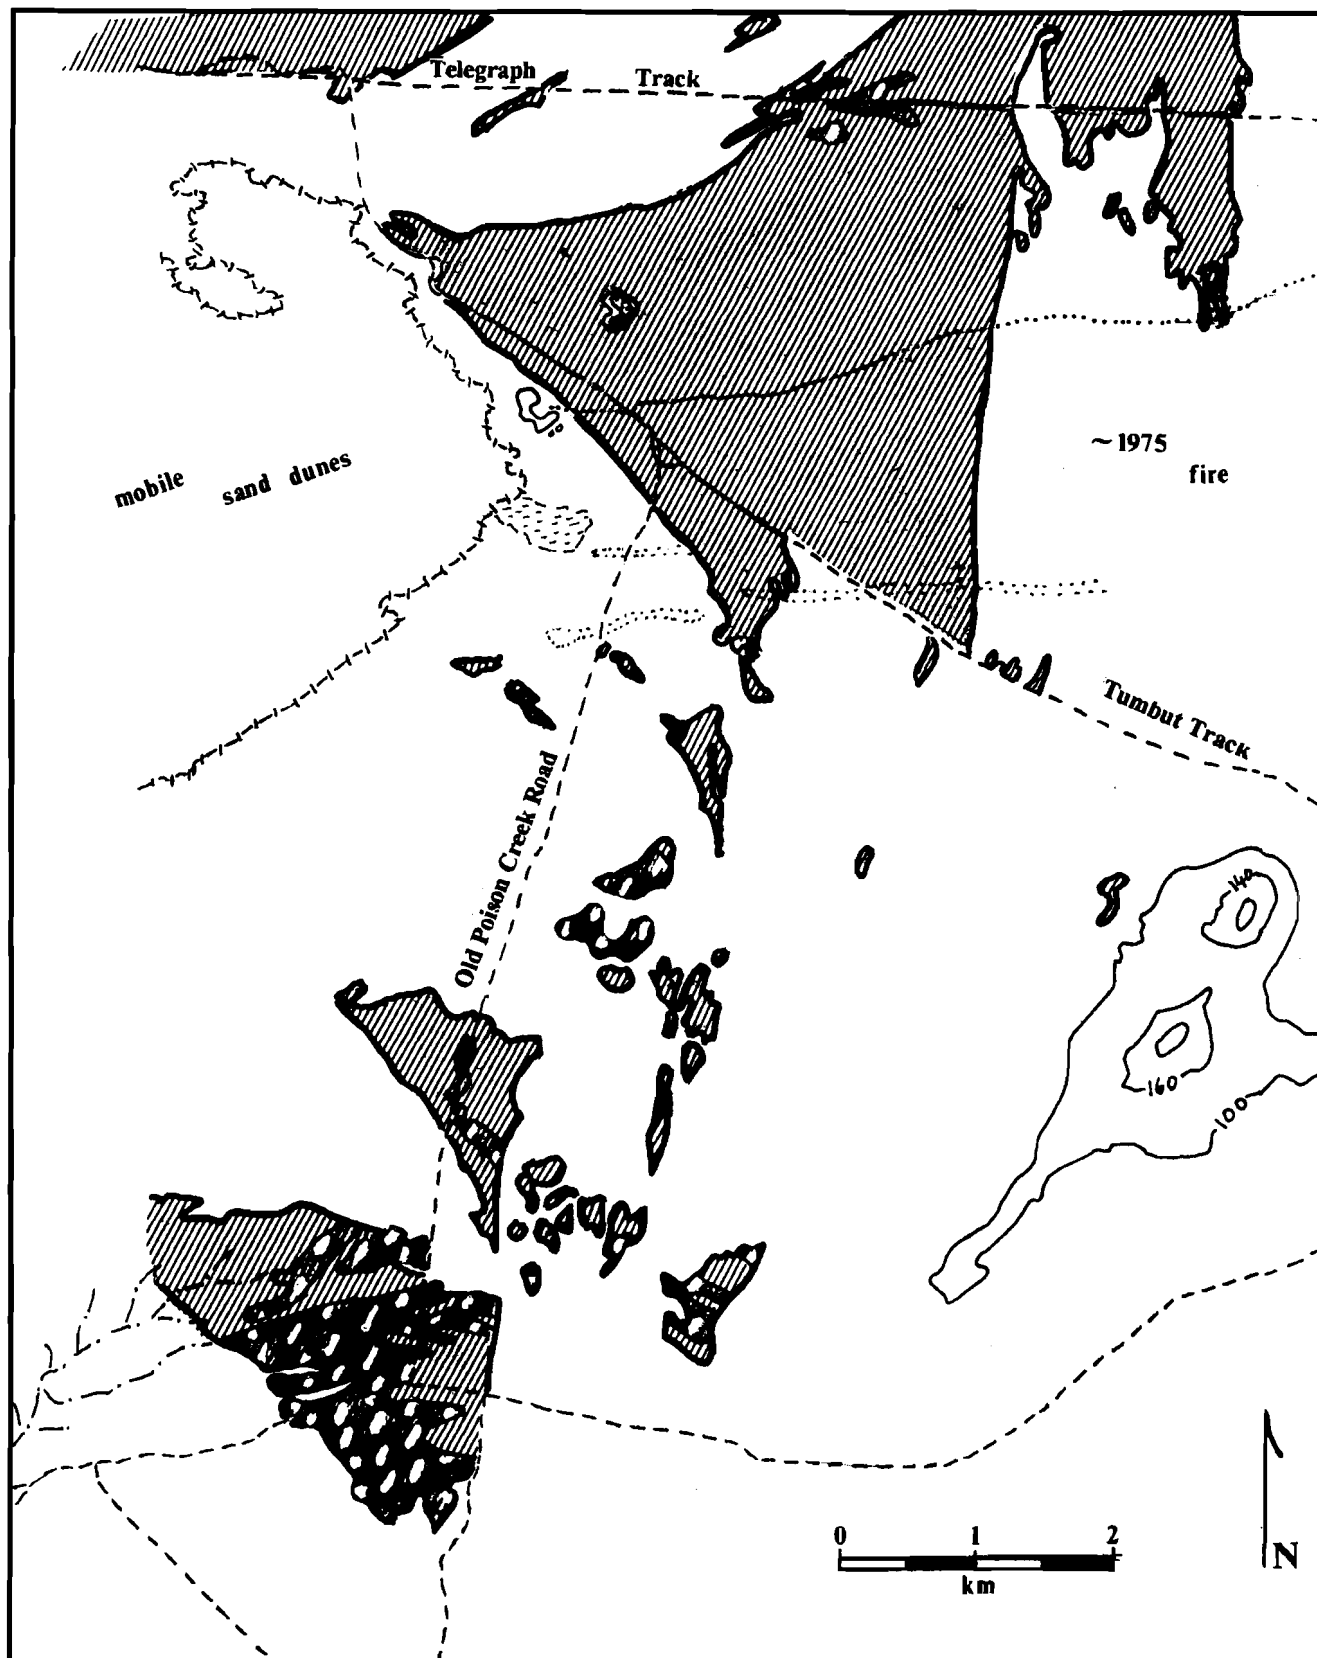 Telegraph Track
mobile sand dunes
~1975
fire
Tumbut Track
Old Poison Creek Road
140
160
100
0 1 2
km
N